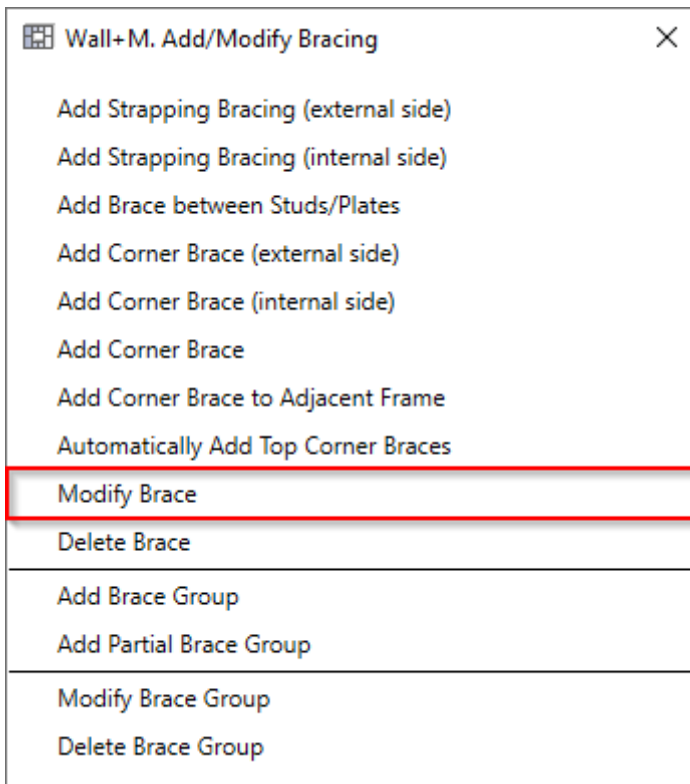 Wall+M. Add/Modify Bracing
Add Strapping Bracing (external side)
Add Strapping Bracing (internal side)
Add Brace between Studs/Plates
Add Corner Brace (external side)
Add Corner Brace (internal side)
Add Corner Brace
Add Corner Brace to Adjacent Frame
Automatically Add Top Corner Braces
Modify Brace
Delete Brace
Add Brace Group
Add Partial Brace Group
Modify Brace Group
Delete Brace Group